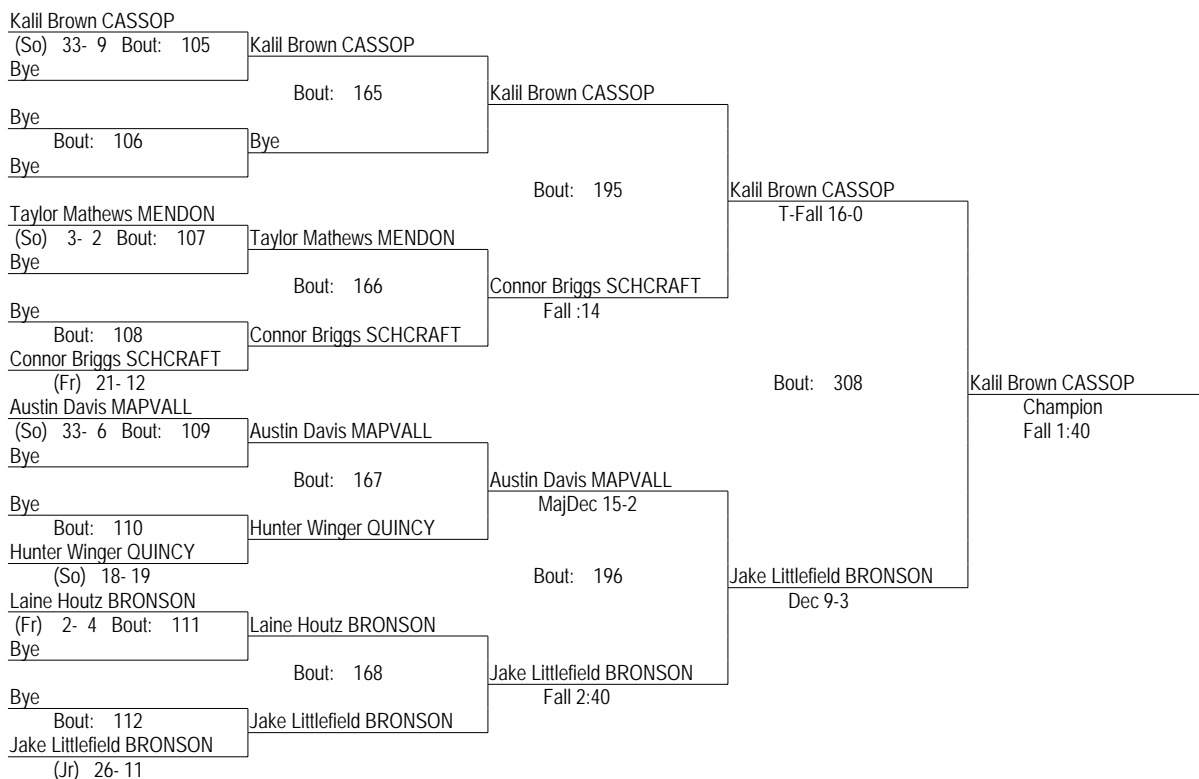 Kalil Brown CASSOP
(So) 33- 9 Bout: 105
Kalil Brown CASSOP
Bye
Bout: 165
Kalil Brown CASSOP
Bye
Bout: 106
Bye
Bye
Bout: 195
Kalil Brown CASSOP
T-Fall 16-0
Taylor Mathews MENDON
(So) 3- 2 Bout: 107
Taylor Mathews MENDON
Bye
Bout: 166
Connor Briggs SCHCRAFT
Fall :14
Bye
Bout: 108
Connor Briggs SCHCRAFT
Connor Briggs SCHCRAFT
(Fr) 21- 12
Bout: 308
Kalil Brown CASSOP
Champion
Fall 1:40
Austin Davis MAPVALL
(So) 33- 6 Bout: 109
Austin Davis MAPVALL
Bye
Bout: 167
Austin Davis MAPVALL
MajDec 15-2
Bye
Bout: 110
Hunter Winger QUINCY
Hunter Winger QUINCY
(So) 18- 19
Bout: 196
Jake Littlefield BRONSON
Dec 9-3
Laine Houtz BRONSON
(Fr) 2- 4 Bout: 111
Laine Houtz BRONSON
Bye
Bout: 168
Jake Littlefield BRONSON
Fall 2:40
Bye
Bout: 112
Jake Littlefield BRONSON
Jake Littlefield BRONSON
(Jr) 26- 11